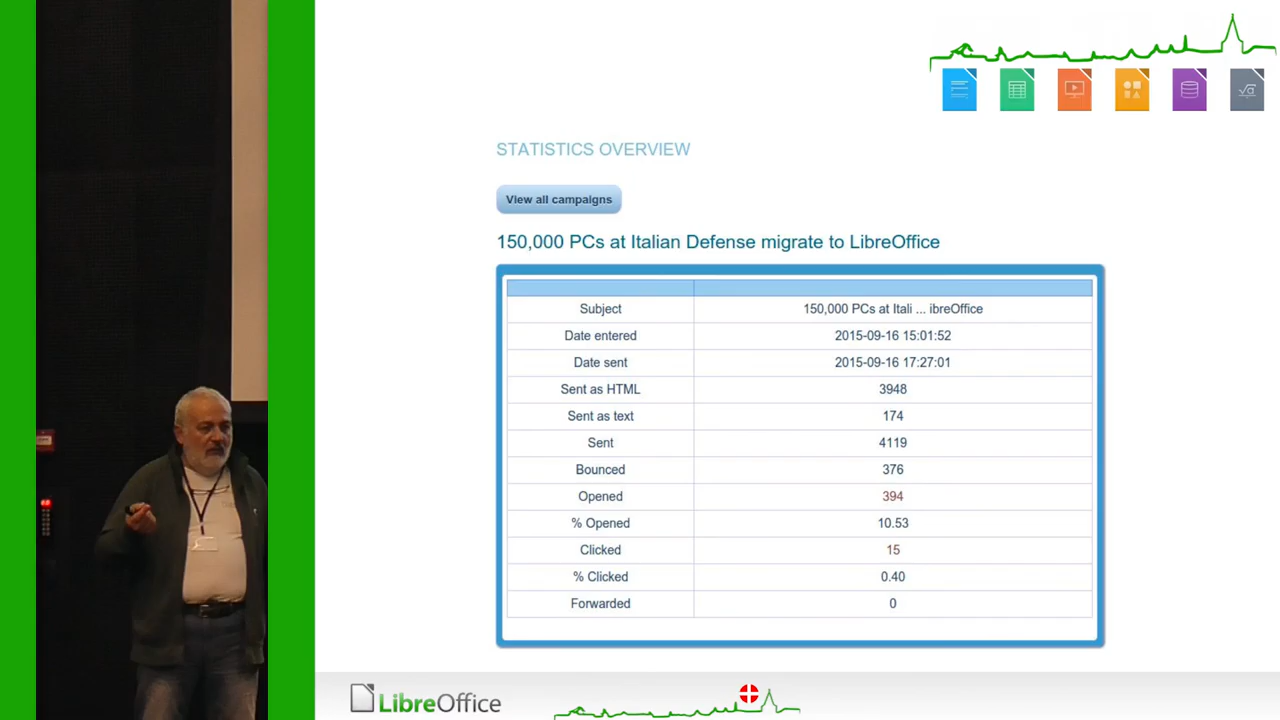 STATISTICS OVERVIEW
View all campaigns
150,000 PCs at Italian Defense migrate to LibreOffice
Subject 150,000 PCs at Itali ... ibreOffice
Date entered 2015-09-16 15:01:52
Date sent 2015-09-16 17:27:01
Sent as HTML 3948
Sent as text 174
Sent 4119
Bounced 376
Opened 394
% Opened 10.53
Clicked 15
% Clicked 0.40
Forwarded 0
LibreOffice